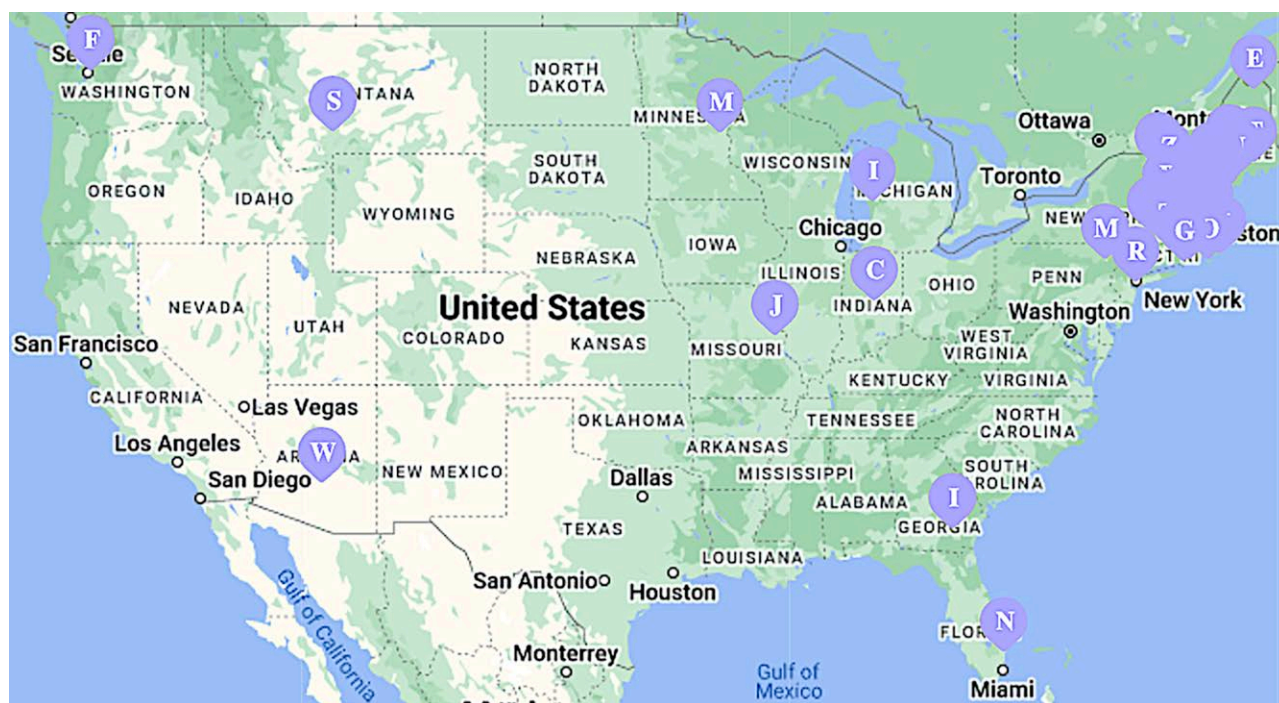 F
Seattle
WASHINGTON
S
NTANA
NORTH
DAKOTA
M
MINNES
A
E
Ottawa
Mont
Z
I
MICHIGAN
WISCONSIN
SOUTH
DAKOTA
Toronto
OREGON
IDAHO
WYOMING
NEW
M
R
G
ston
Chicago
IOWA
NEBRASKA
ILLINOIS
C
INDIANA
OHIO
PENN
New York
Washington
NEVADA
UTAH
United States
COLORADO
KANSAS
J
MISSOURI
WEST
VIRGINIA
San Francisco
KENTUCKY
VIRGINIA
CALIFORNIA
Las Vegas
OKLAHOMA
TENNESSEE
NORTH
CAROLINA
Los Angeles
W
AR
A
NEW MEXICO
ARKANSAS
San Diego
Dallas
MISSISSIPPI
SOUTH
ROLINA
ALABAMA
I
GEORGIA
TEXAS
LOUISIANA
San Antonio
Houston
Gulf of California
N
FLOR
Monterrey
Gulf of
Mexico
Miami